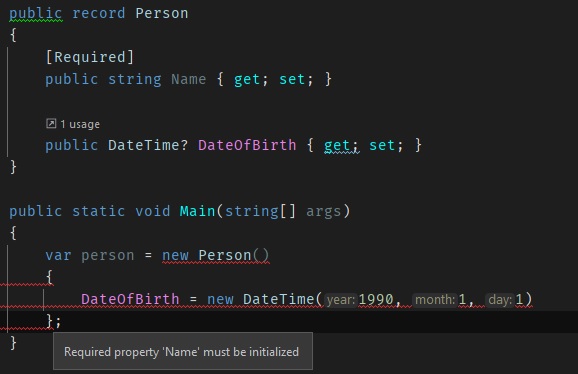 public record Person
{
[Required]
public string Name { get; set; }
1 usage
public DateTime? DateOfBirth { get; set; }
}
public static void Main(string[] args)
{
var person = new Person()
{
DateOfBirth = new DateTime(year: 1990, month: 1, day: 1)
};
}
Required property 'Name' must be initialized